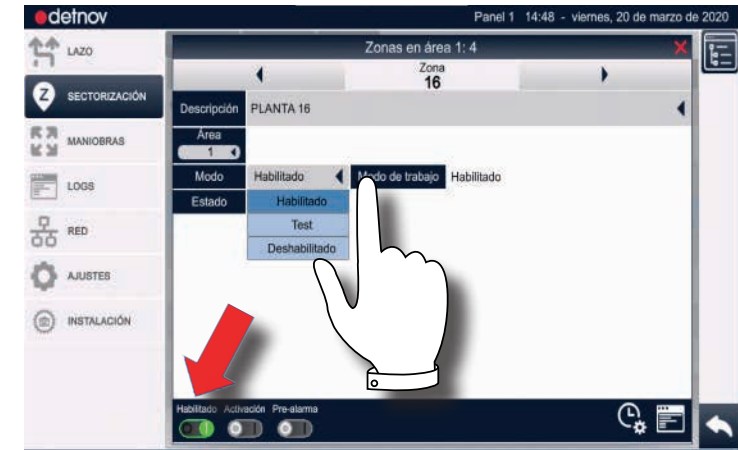 detnov
Panel 1 14:48 - viernes, 20 de marzo de 2020
LAZO
SECTORIZACIÓN
MANIOBRAS
LOGS
RED
AJUSTES
INSTALACIÓN
Zonas en área 1: 4
Zona
16
Descripción PLANTA 16
Área
1
Modo Habilitado Modo de trabajo Habilitado
Estado Habilitado
Test
Deshabilitado
Habilitado Activación Pre-alarma